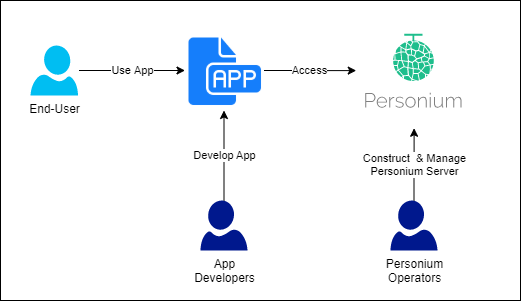 Use App
APP
Access
End-User
Personium
Develop App
Construct & Manage
Personium Server
App
Developers
Personium
Operators